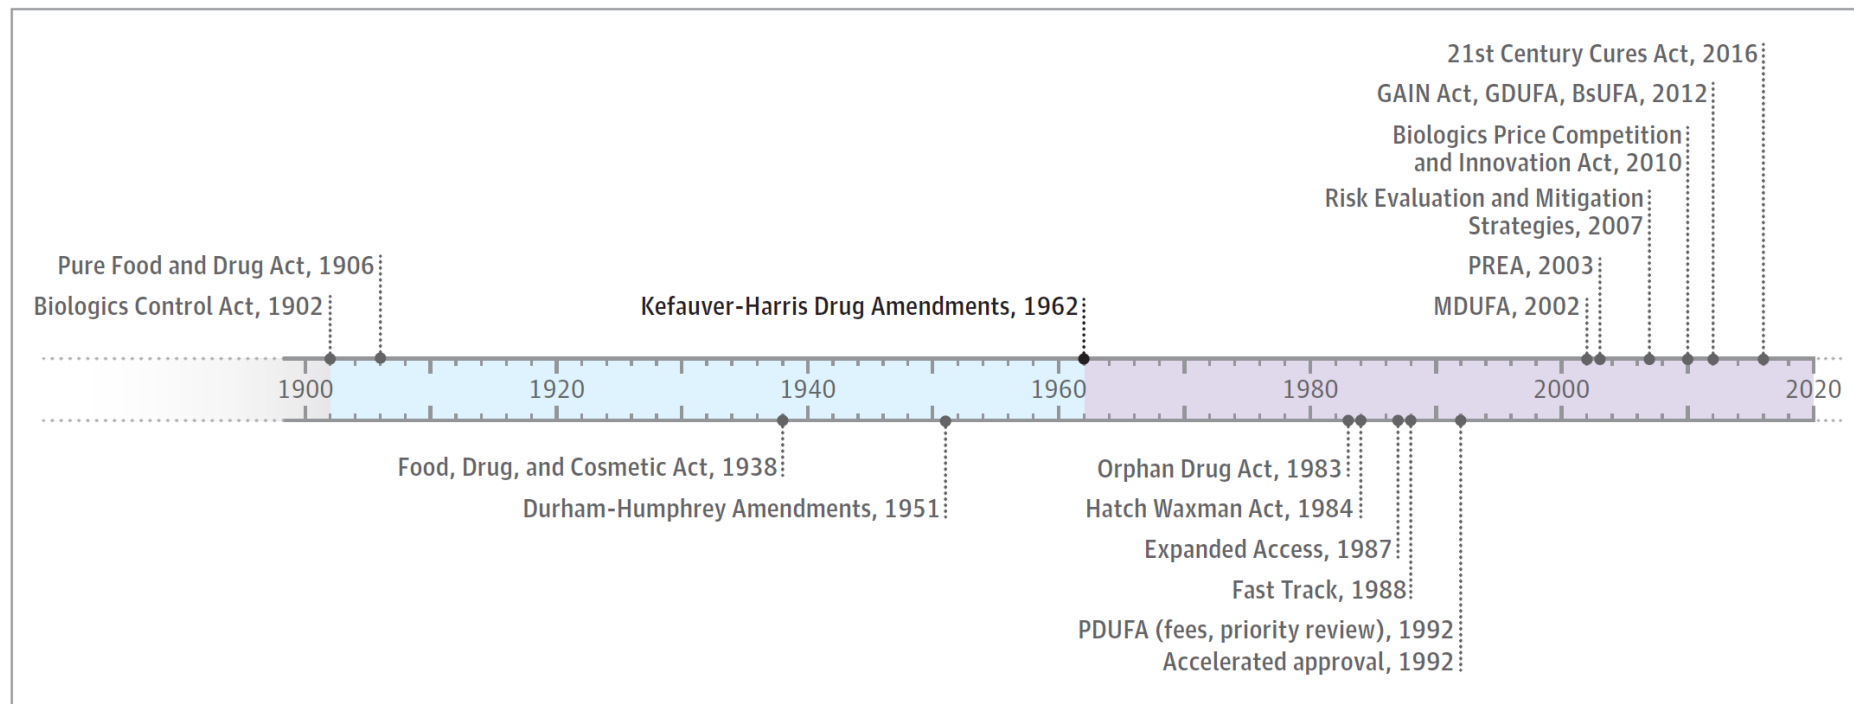 21st Century Cures Act, 2016
GAIN Act, GDUFA, BsUFA, 2012
Biologics Price Competition
and Innovation Act, 2010
Risk Evaluation and Mitigation
Strategies, 2007
Pure Food and Drug Act, 1906
PREA, 2003
Biologics Control Act, 1902
Kefauver-Harris Drug Amendments, 1962
MDUFA, 2002
1900 1920 1940 1960 1980 2000 2020
Food, Drug, and Cosmetic Act, 1938
Orphan Drug Act, 1983
Durham-Humphrey Amendments, 1951
Hatch Waxman Act, 1984
Expanded Access, 1987
Fast Track, 1988
PDUFA (fees, priority review), 1992
Accelerated approval, 1992